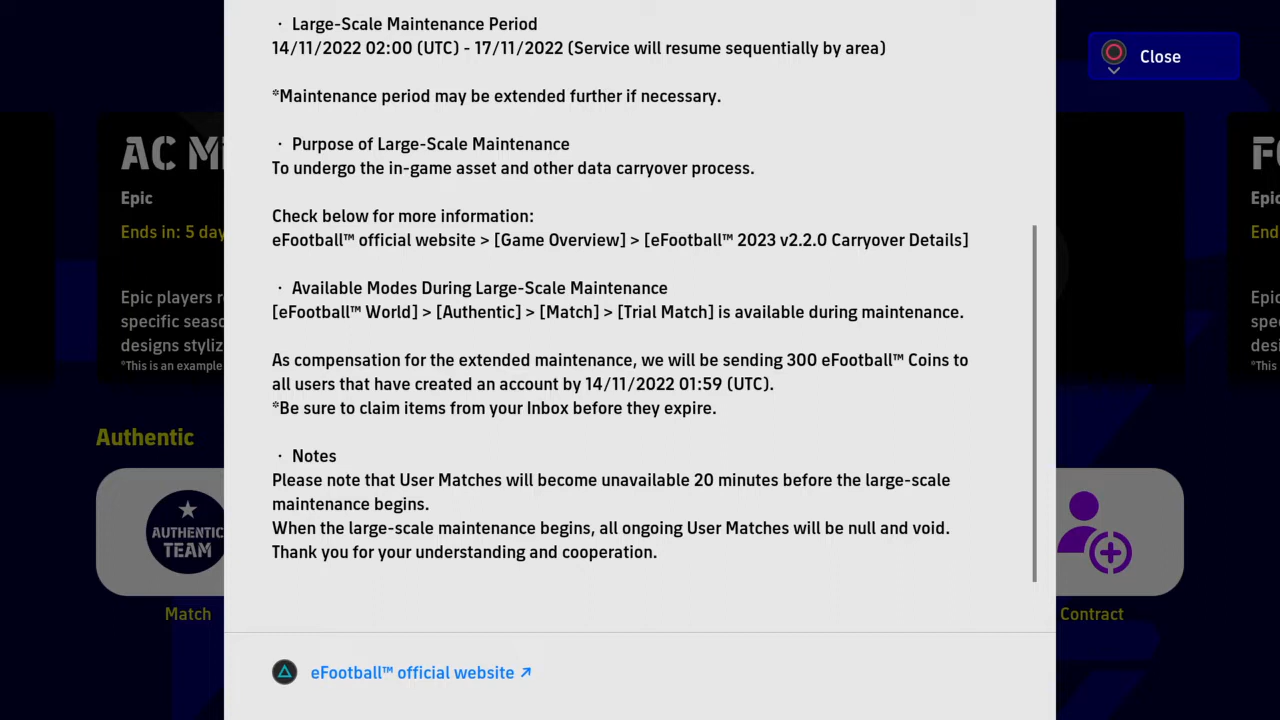 · Large-Scale Maintenance Period
14/11/2022 02:00 (UTC) - 17/11/2022 (Service will resume sequentially by area)
*Maintenance period may be extended further if necessary.
· Purpose of Large-Scale Maintenance
To undergo the in-game asset and other data carryover process.
Check below for more information:
eFootball™ official website > [Game Overview] > [eFootball™ 2023 v2.2.0 Carryover Details]
· Available Modes During Large-Scale Maintenance
[eFootball™ World] > [Authentic] > [Match] > [Trial Match] is available during maintenance.
As compensation for the extended maintenance, we will be sending 300 eFootball™ Coins to
all users that have created an account by 14/11/2022 01:59 (UTC).
*Be sure to claim items from your Inbox before they expire.
· Notes
Please note that User Matches will become unavailable 20 minutes before the large-scale
maintenance begins.
When the large-scale maintenance begins, all ongoing User Matches will be null and void.
Thank you for your understanding and cooperation.
eFootball™ official website
Close
AC
Epic
Ends in: 5
Epic players
specific
designs
*This is an example
Authentic
AUTHENTIC
TEAM
Match
*This
Contract